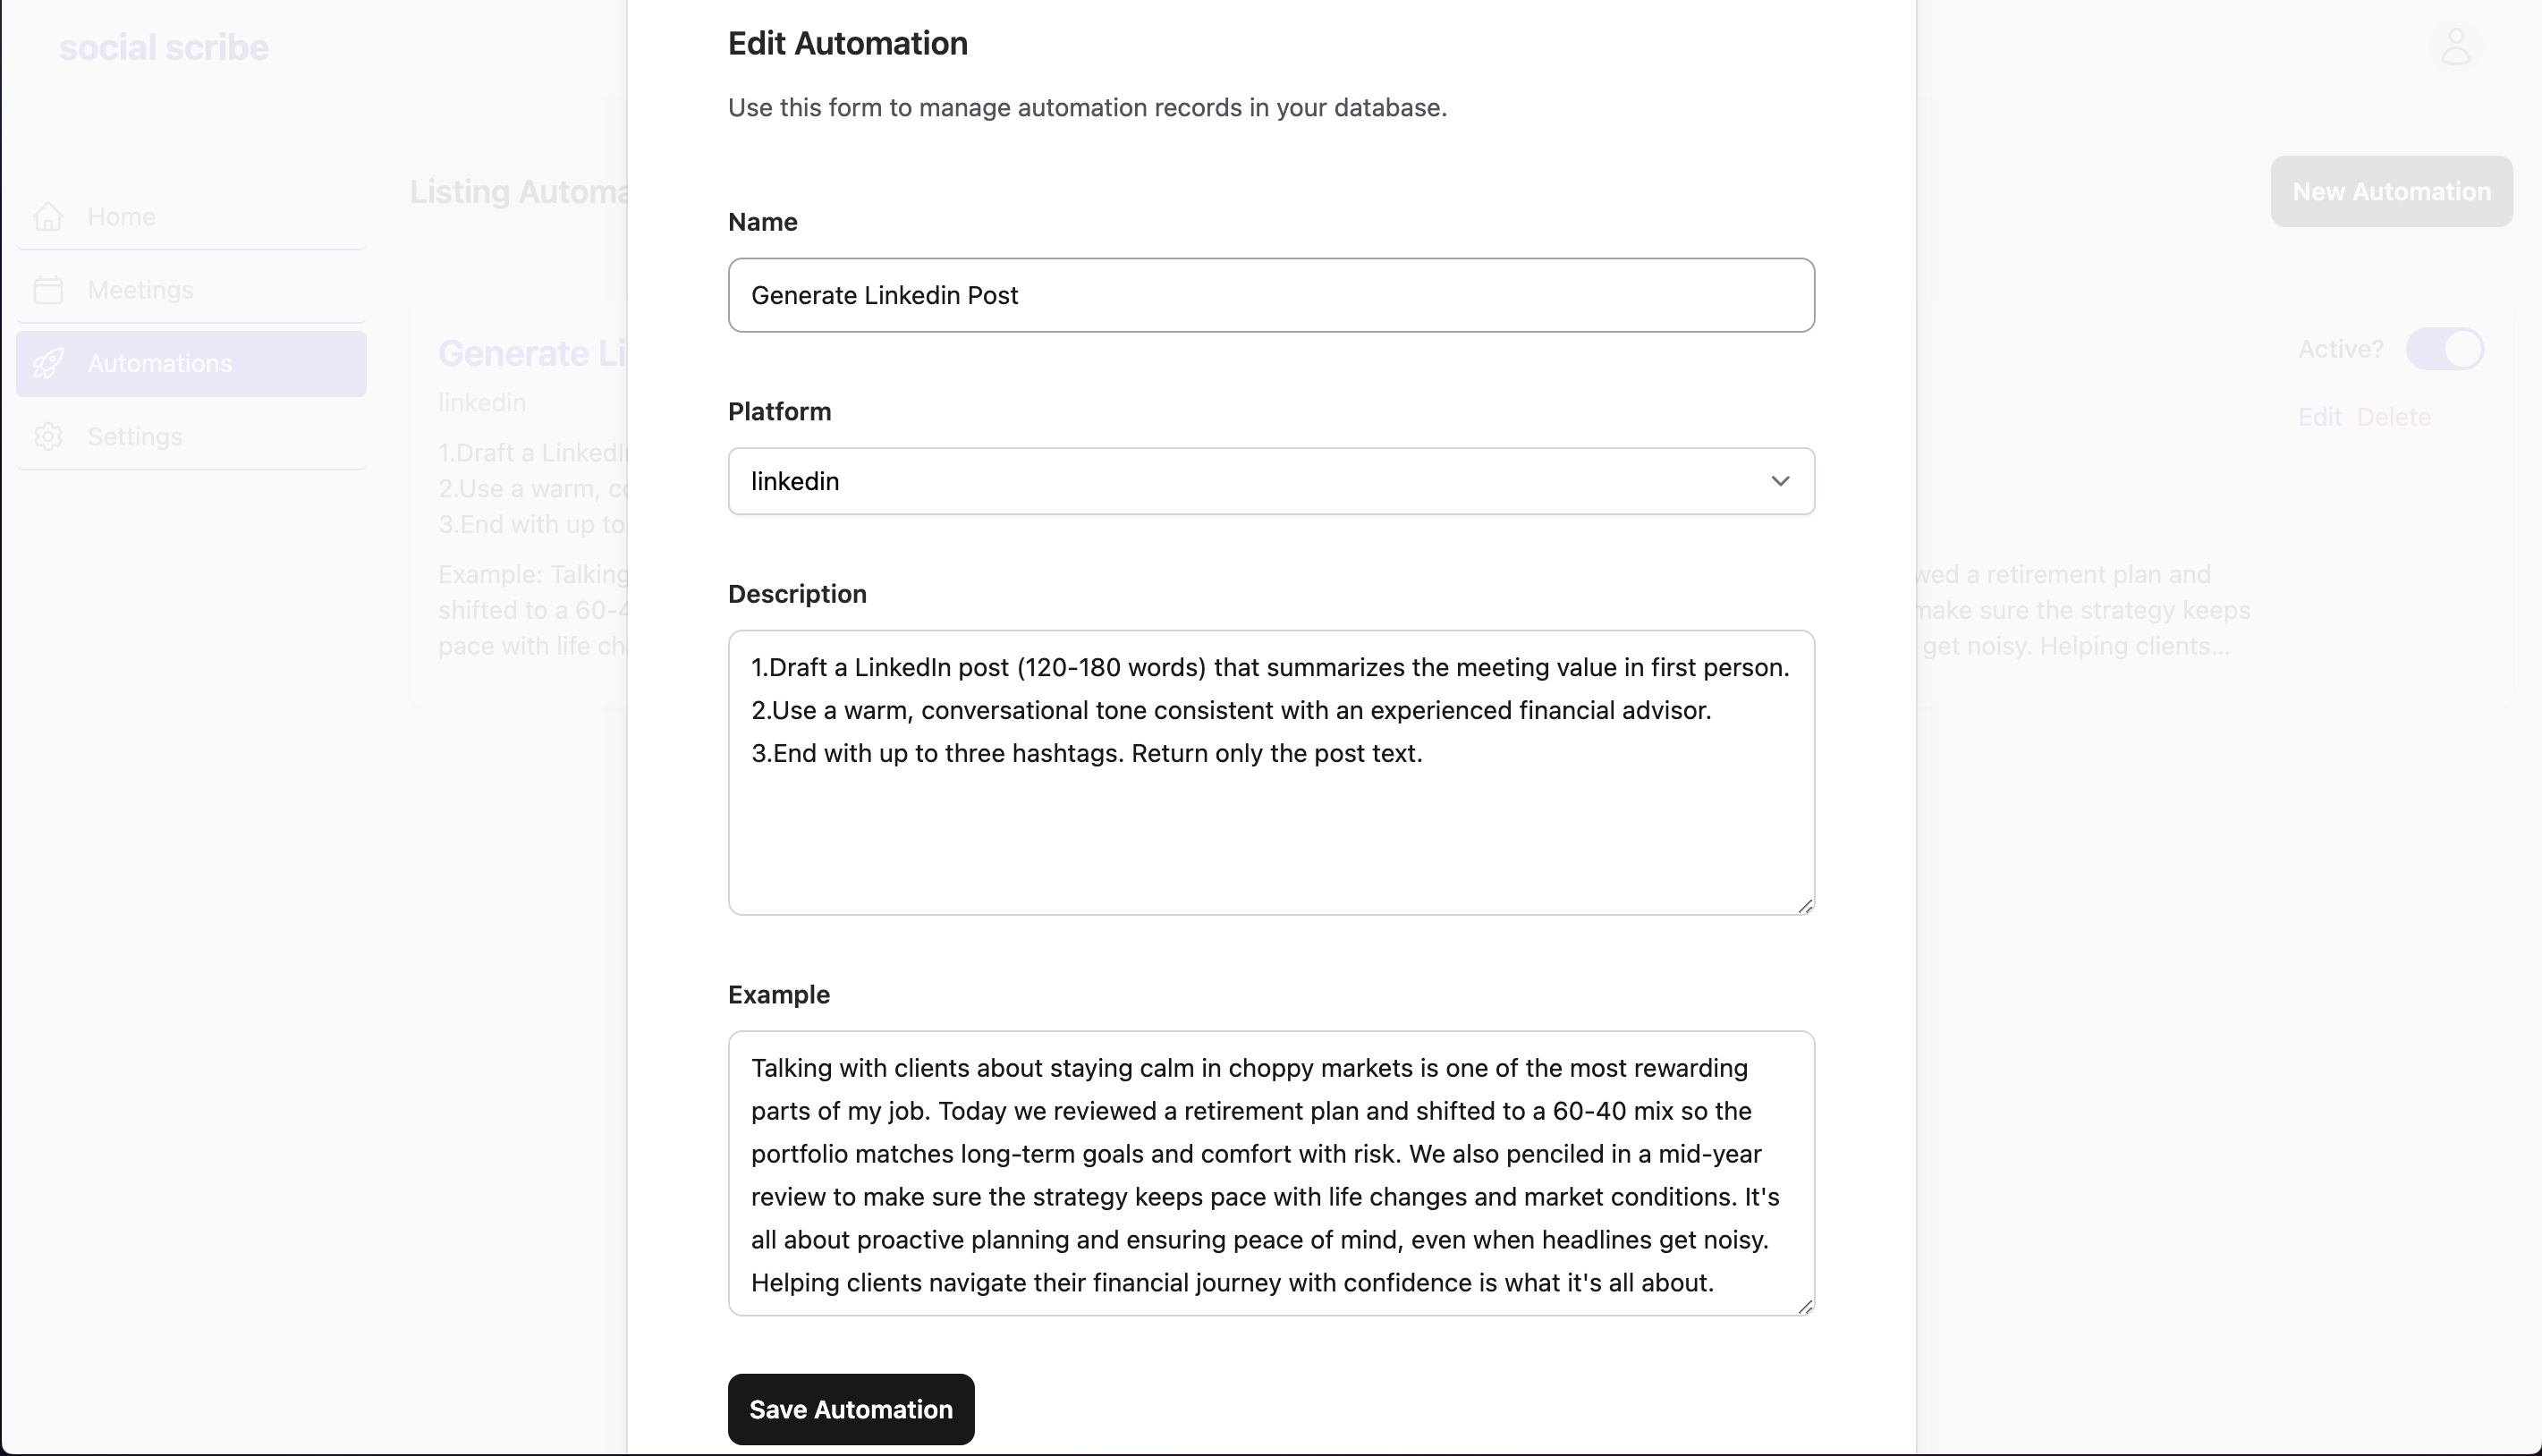 social scribe
Home
Meetings
Automations
Settings
Listing
New Automation
Generate
linkedin
1.Draft a
2.Use a warm,
3.End with up to
Example: Talking
shifted to a
pace with life
Active?
Edit Delete
a retirement plan and
make sure the strategy keeps
get noisy. Helping clients...
Edit Automation
Use this form to manage automation records in your database.
Name
Generate Linkedin Post
Platform
linkedin
Description
1.Draft a LinkedIn post (120-180 words) that summarizes the meeting value in first person.
2.Use a warm, conversational tone consistent with an experienced financial advisor.
3.End with up to three hashtags. Return only the post text.
Example
Talking with clients about staying calm in choppy markets is one of the most rewarding
parts of my job. Today we reviewed a retirement plan and shifted to a 60-40 mix so the
portfolio matches long-term goals and comfort with risk. We also penciled in a mid-year
review to make sure the strategy keeps pace with life changes and market conditions. It's
all about proactive planning and ensuring peace of mind, even when headlines get noisy.
Helping clients navigate their financial journey with confidence is what it's all about.
Save Automation